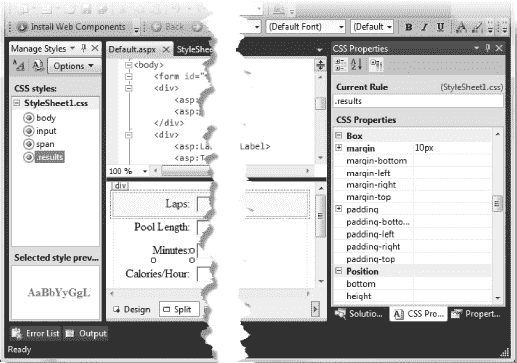 Install Web Components
Back
(Default Font)
(Default
B I U A
Manage Styles
Options
CSS styles:
StyleSheet1.css
body
input
span
.results
Selected style prev...
AaBbYyGgL
Default.aspx
StyleShee
<body>
<form id="
<div>
<asp:
<asp:
</div>
<div>
<asp:La
Label>
<asp:T
100 %
div
Laps:
Pool Length:
Minutes:
Calories/Hour:
Design
Split
CSS Properties
Current Rule
(StyleSheet1.css)
.results
CSS Properties
Box
margin 10px
margin-bottom
margin-left
margin-right
margin-top
padding
padding-botto...
padding-left
padding-right
padding-top
Position
bottom
height
Solutio...
CSS Pro...
Propert...
Error List
Output
Ready